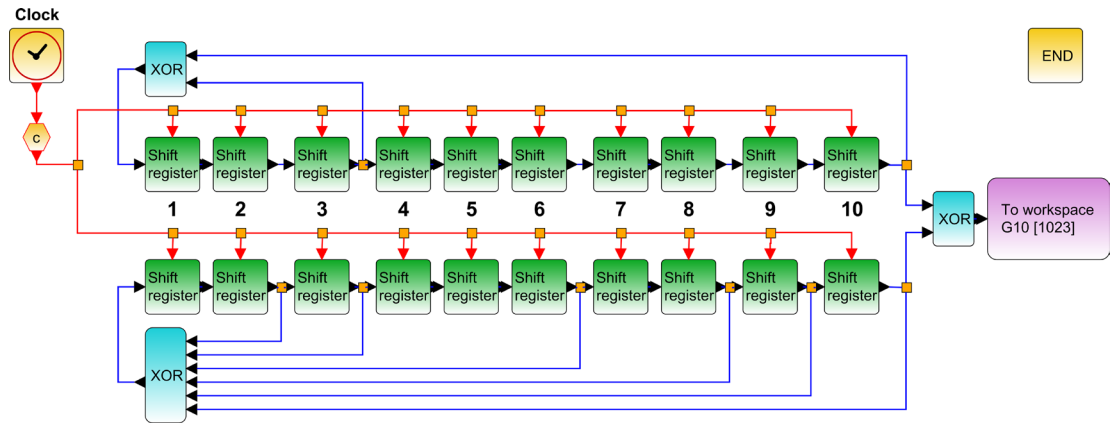 Clock
END
XOR
c
Shift register
Shift register
Shift register
Shift register
Shift register
Shift register
Shift register
Shift register
Shift register
Shift register
1 2 3 4 5 6 7 8 9 10
XOR
To workspace
G10 [1023]
Shift register
Shift register
Shift register
Shift register
Shift register
Shift register
Shift register
Shift register
Shift register
Shift register
XOR